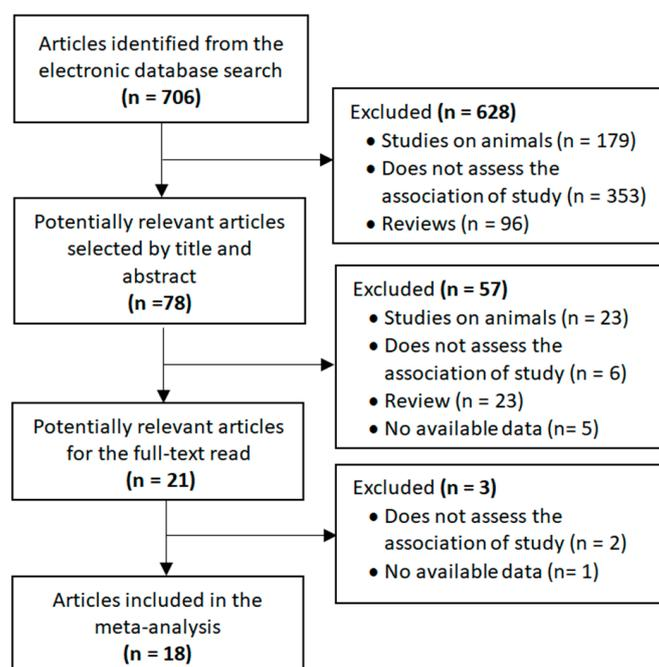 Articles identified from the
electronic database search
(n = 706)
Excluded (n = 628)
● Studies on animals (n = 179)
● Does not assess the
association of study (n = 353)
● Reviews (n = 96)
Potentially relevant articles
selected by title and
abstract
(n =78)
Excluded (n = 57)
● Studies on animals (n = 23)
● Does not assess the
association of study (n = 6)
● Review (n = 23)
● No available data (n= 5)
Potentially relevant articles
for the full-text read
(n = 21)
Excluded (n = 3)
● Does not assess the
association of study (n = 2)
● No available data (n= 1)
Articles included in the
meta-analysis
(n = 18)